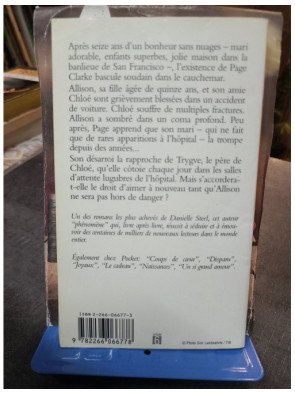 Après seize ans d'un bonheur sans nuages – mari
adorable, enfants superbes, jolie maison dans la
banlieue de San Francisco –, l'existence de Page
Clarke bascule soudain dans le cauchemar.
Allison, sa fille âgée de quinze ans, et son amie
Chloé sont grièvement blessées dans un accident
de voiture. Chloé souffre de multiples fractures.
Allison a sombré dans un coma profond. Peu
après, Page apprend que son mari – qui ne fait
que de rares apparitions à l'hôpital – la trompe
depuis des années...
Son désarroi la rapproche de Trygve, le père de
Chloé, qu'elle côtoie chaque jour dans les salles
d'attente lugubres de l'hôpital. Mais s'accordera-
t-elle le droit d'aimer à nouveau tant qu'Allison
ne sera pas hors de danger ?
Un des romans les plus achevés de Danielle Steel, cet auteur
"phénomène" qui, livre après livre, réussit à séduire et à émou-
voir des centaines de milliers de nouveaux lecteurs dans le monde
entier.
Également chez Pocket: "Coups de cœur", "Disparu",
"Joyaux", "Le cadeau", "Naissances", "Un si grand amour".
ISBN 2-266-06677-3
9 782266 066778
6